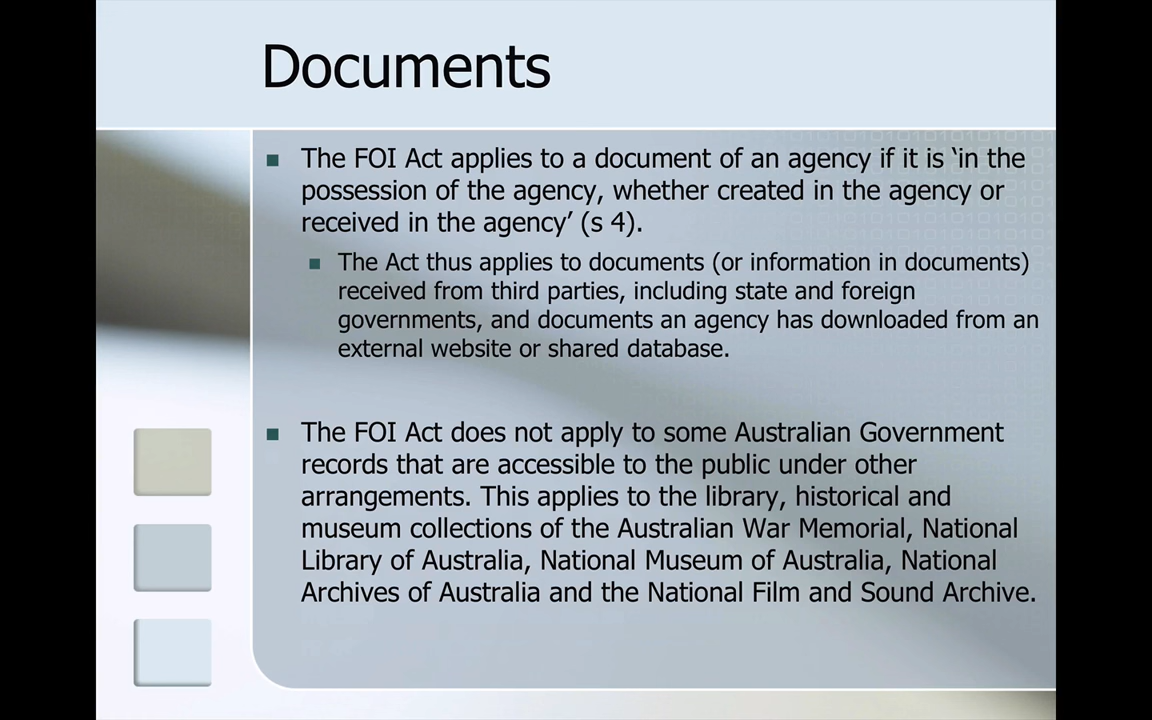 Documents
The FOI Act applies to a document of an agency if it is ‘in the
possession of the agency, whether created in the agency or
received in the agency’ (s 4).
The Act thus applies to documents (or information in documents)
received from third parties, including state and foreign
governments, and documents an agency has downloaded from an
external website or shared database.
The FOI Act does not apply to some Australian Government
records that are accessible to the public under other
arrangements. This applies to the library, historical and
museum collections of the Australian War Memorial, National
Library of Australia, National Museum of Australia, National
Archives of Australia and the National Film and Sound Archive.